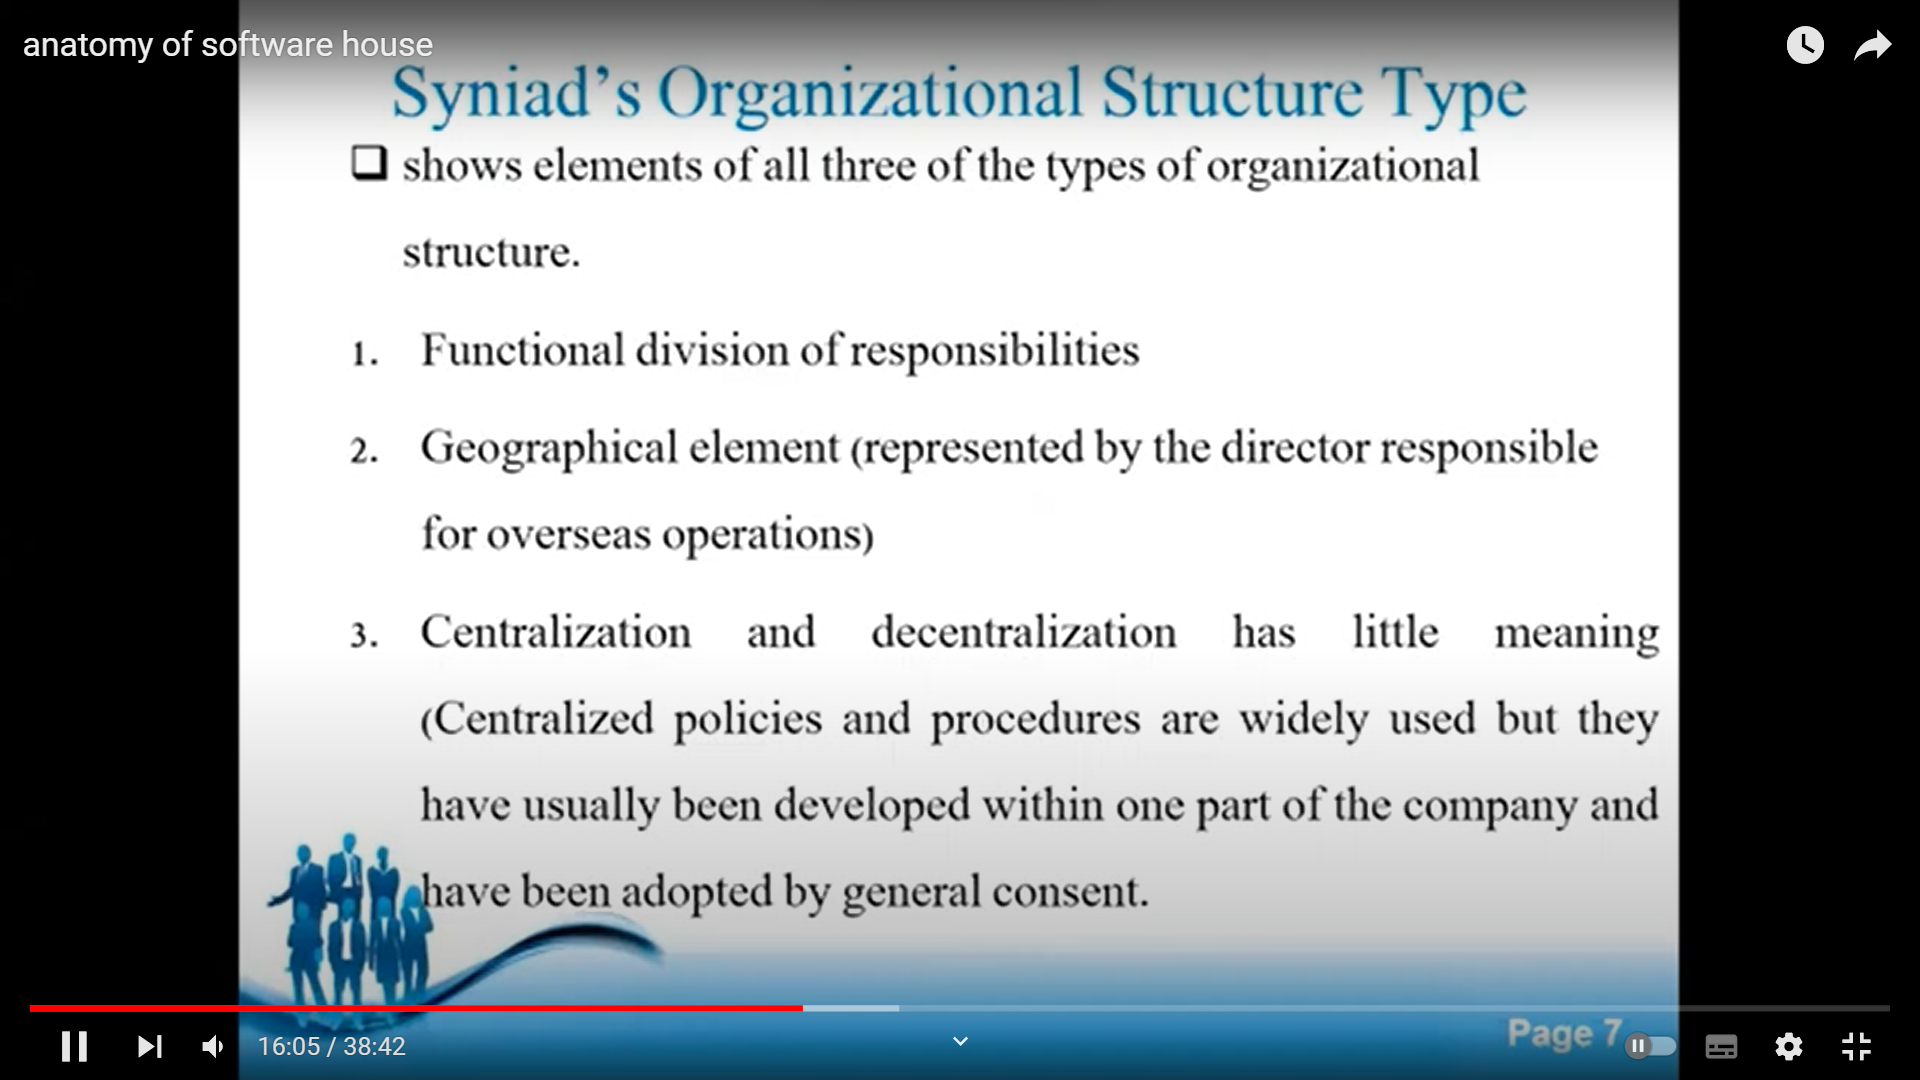 anatomy of software house
Syniad's Organizational Structure Type
shows elements of all three of the types of organizational
structure.
1. Functional division of responsibilities
2. Geographical element (represented by the director responsible
for overseas operations)
3. Centralization and decentralization has little meaning
(Centralized policies and procedures are widely used but they
have usually been developed within one part of the company and
have been adopted by general consent.
Page 7
16:05 / 38:42